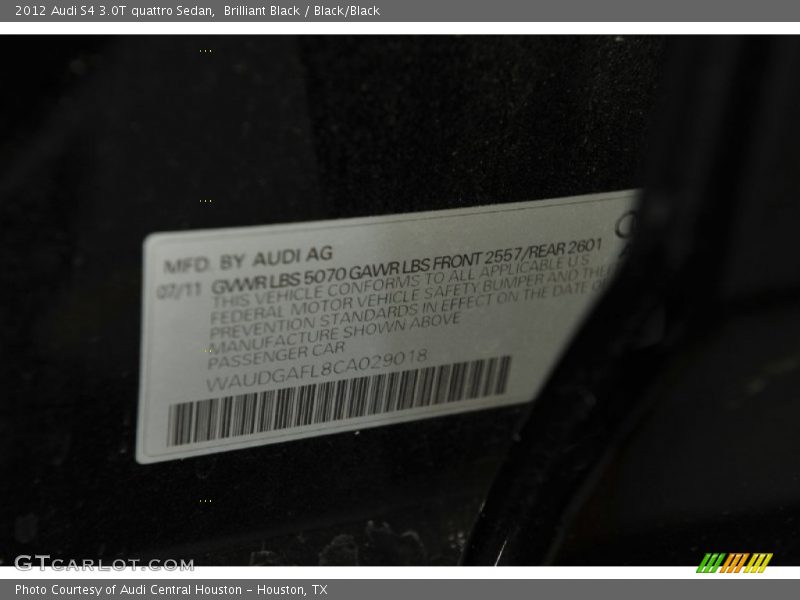 2012 Audi S4 3.0T quattro Sedan, Brilliant Black / Black/Black
MFD. BY AUDI AG
07/11 GVWR LBS 5070 GAWR LBS FRONT 2557/REAR 2601
THIS VEHICLE CONFORMS TO ALL APPLICABLE U.S.
FEDERAL MOTOR VEHICLE SAFETY BUMPER AND THEF
PREVENTION STANDARDS IN EFFECT ON THE DATE OF
MANUFACTURE SHOWN ABOVE
PASSENGER CAR
WAUDGAFL8CA029018
GTCARLOT.COM
Photo Courtesy of Audi Central Houston - Houston, TX